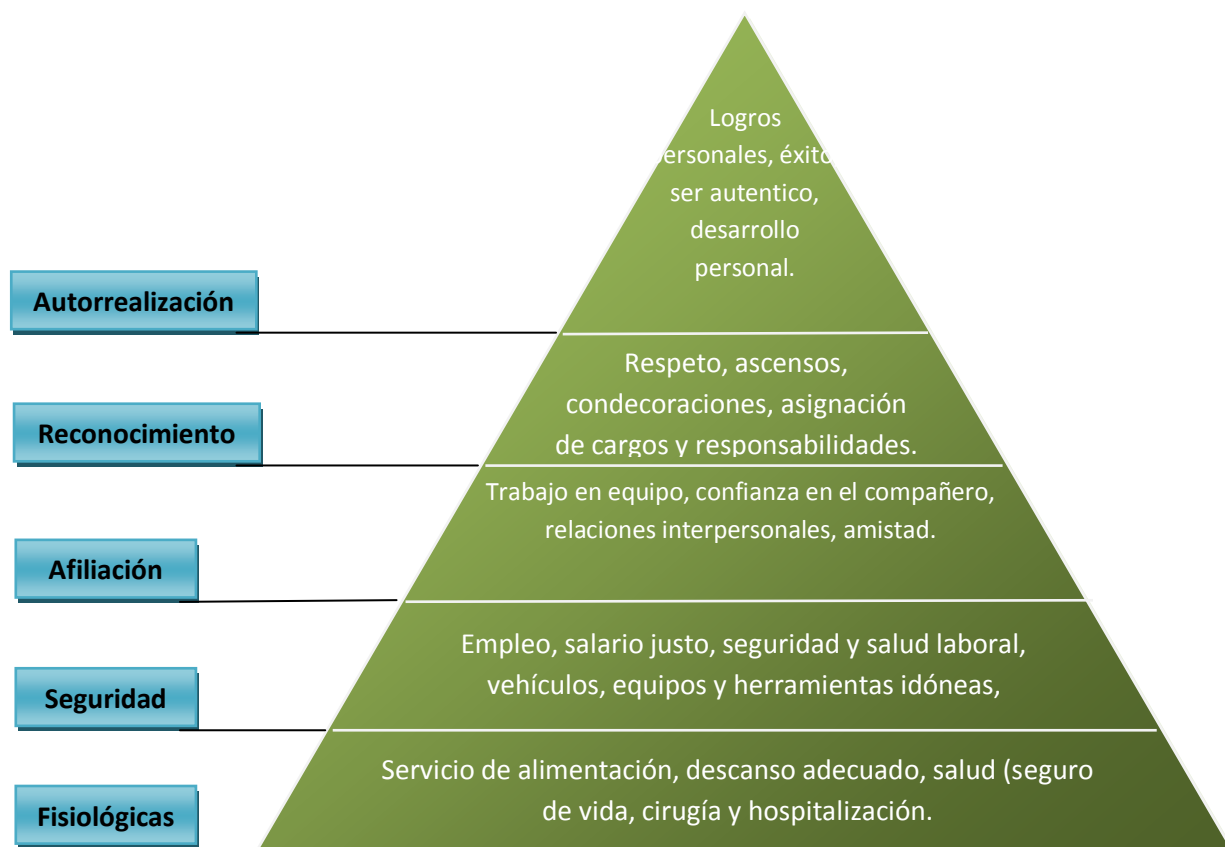 Logros
personales, éxito
ser autentico,
desarrollo
personal.
Autorrealización
Respeto, ascensos,
condecoraciones, asignación
de cargos y responsabilidades.
Reconocimiento
Trabajo en equipo, confianza en el compañero,
relaciones interpersonales, amistad.
Afiliación
Empleo, salario justo, seguridad y salud laboral,
vehículos, equipos y herramientas idóneas,
Seguridad
Servicio de alimentación, descanso adecuado, salud (seguro
de vida, cirugía y hospitalización.
Fisiológicas